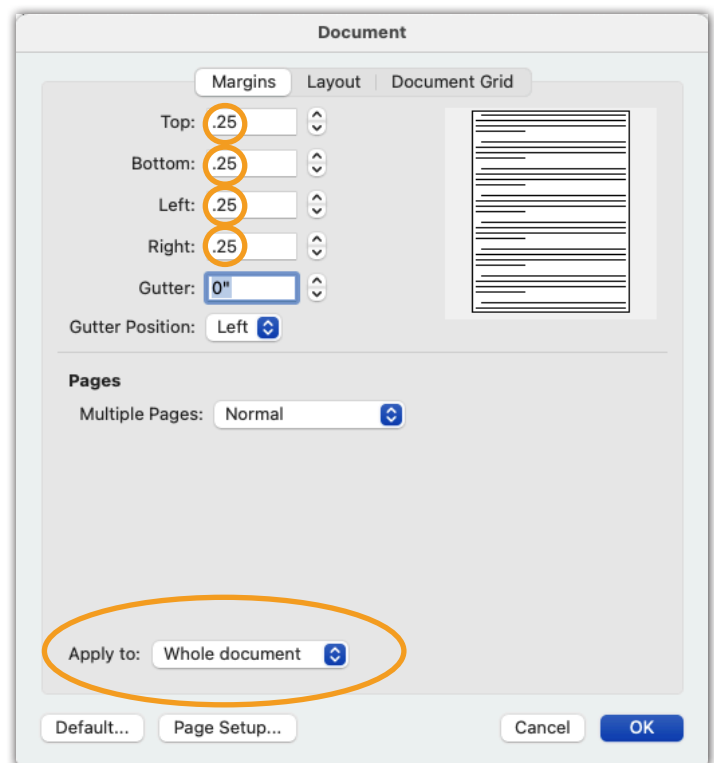 Document
Margins Layout Document Grid
Top: .25
Bottom: .25
Left: .25
Right: .25
Gutter: 0"
Gutter Position: Left
Pages
Multiple Pages: Normal
Apply to: Whole document
Default... Page Setup... Cancel OK